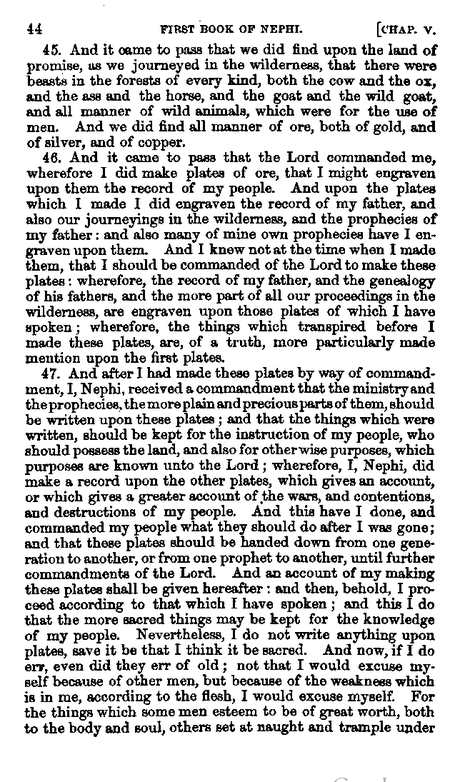 44 FIRST BOOK OF NEPHI. [CHAP. V.
45. And it came to pass that we did find upon the land of
promise, as we journeyed in the wilderness, that there were
beasts in the forests of every kind, both the cow and the ox,
and the ass and the horse, and the goat and the wild goat,
and all manner of wild animals, which were for the use of
men. And we did find all manner of ore, both of gold, and
of silver, and of copper.
46. And it came to pass that the Lord commanded me,
wherefore I did make plates of ore, that I might engraven
upon them the record of my people. And upon the plates
which I made I did engraven the record of my father, and
also our journeyings in the wilderness, and the prophecies of
my father: and also many of mine own prophecies have I en-
graven upon them. And I knew not at the time when I made
them, that I should be commanded of the Lord to make these
plates: wherefore, the record of my father, and the genealogy
of his fathers, and the more part of all our proceedings in the
wilderness, are engraven upon those plates of which I have
spoken; wherefore, the things which transpired before I
made these plates, are, of a truth, more particularly made
mention upon the first plates.
47. And after I had made these plates by way of command-
ment, I, Nephi, received a commandment that the ministry and
the prophecies, the more plain and precious parts of them, should
be written upon these plates; and that the things which were
written, should be kept for the instruction of my people, who
should possess the land, and also for other wise purposes, which
purposes are known unto the Lord; wherefore, I, Nephi, did
make a record upon the other plates, which gives an account,
or which gives a greater account of the wars, and contentions,
and destructions of my people. And this have I done, and
commanded my people what they should do after I was gone;
and that these plates should be handed down from one gene-
ration to another, or from one prophet to another, until further
commandments of the Lord. And an account of my making
these plates shall be given hereafter: and then, behold, I pro-
ceed according to that which I have spoken; and this I do
that the more sacred things may be kept for the knowledge
of my people. Nevertheless, I do not write anything upon
plates, save it be that I think it be sacred. And now, if I do
err, even did they err of old; not that I would excuse my-
self because of other men, but because of the weakness which
is in me, according to the flesh, I would excuse myself. For
the things which some men esteem to be of great worth, both
to the body and soul, others set at naught and trample under